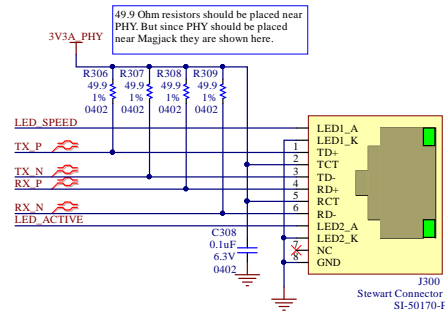 49.9 Ohm resistors should be placed near
PHY. But since PHY should be placed
near Magjack they are shown here.
3V3A_PHY
R306 R307 R308 R309
49.9 49.9 49.9 49.9
1% 1% 1% 1%
0402 0402 0402 0402
LED_SPEED
TX_P
TX_N
RX_P
RX_N
LED_ACTIVE
LED1_A
LED1_K
1 TD+
2 TCT
3 TD-
4 RD+
5 RCT
6 RD-
LED2_A
LED2_K
7 NC
8 GND
C308
0.1uF
6.3V
0402
J300
Stewart Connector
SI-50170-F